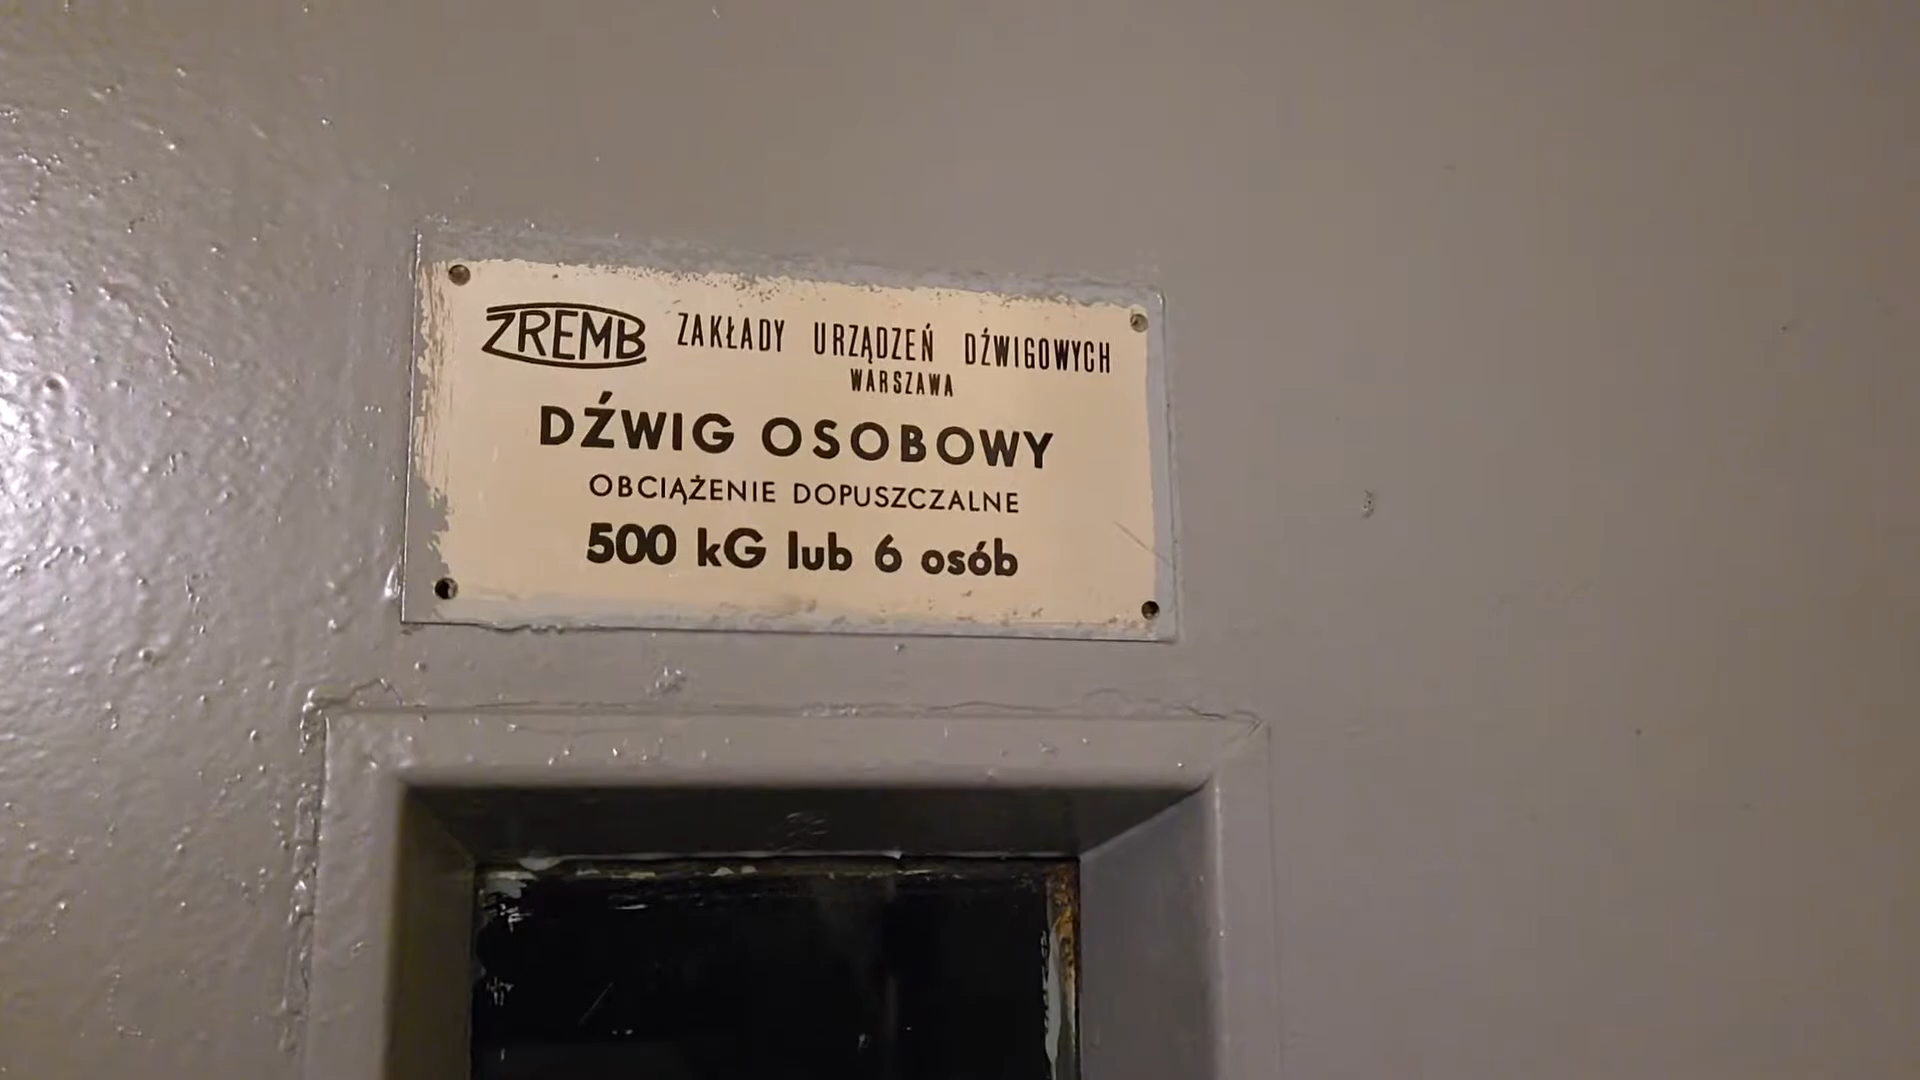 ZREMB ZAKŁADY URZĄDZEŃ DŹWIGOWYCH
WARSZAWA
DŹWIG OSOBOWY
OBCIĄŻENIE DOPUSZCZALNE
500 kG lub 6 osób